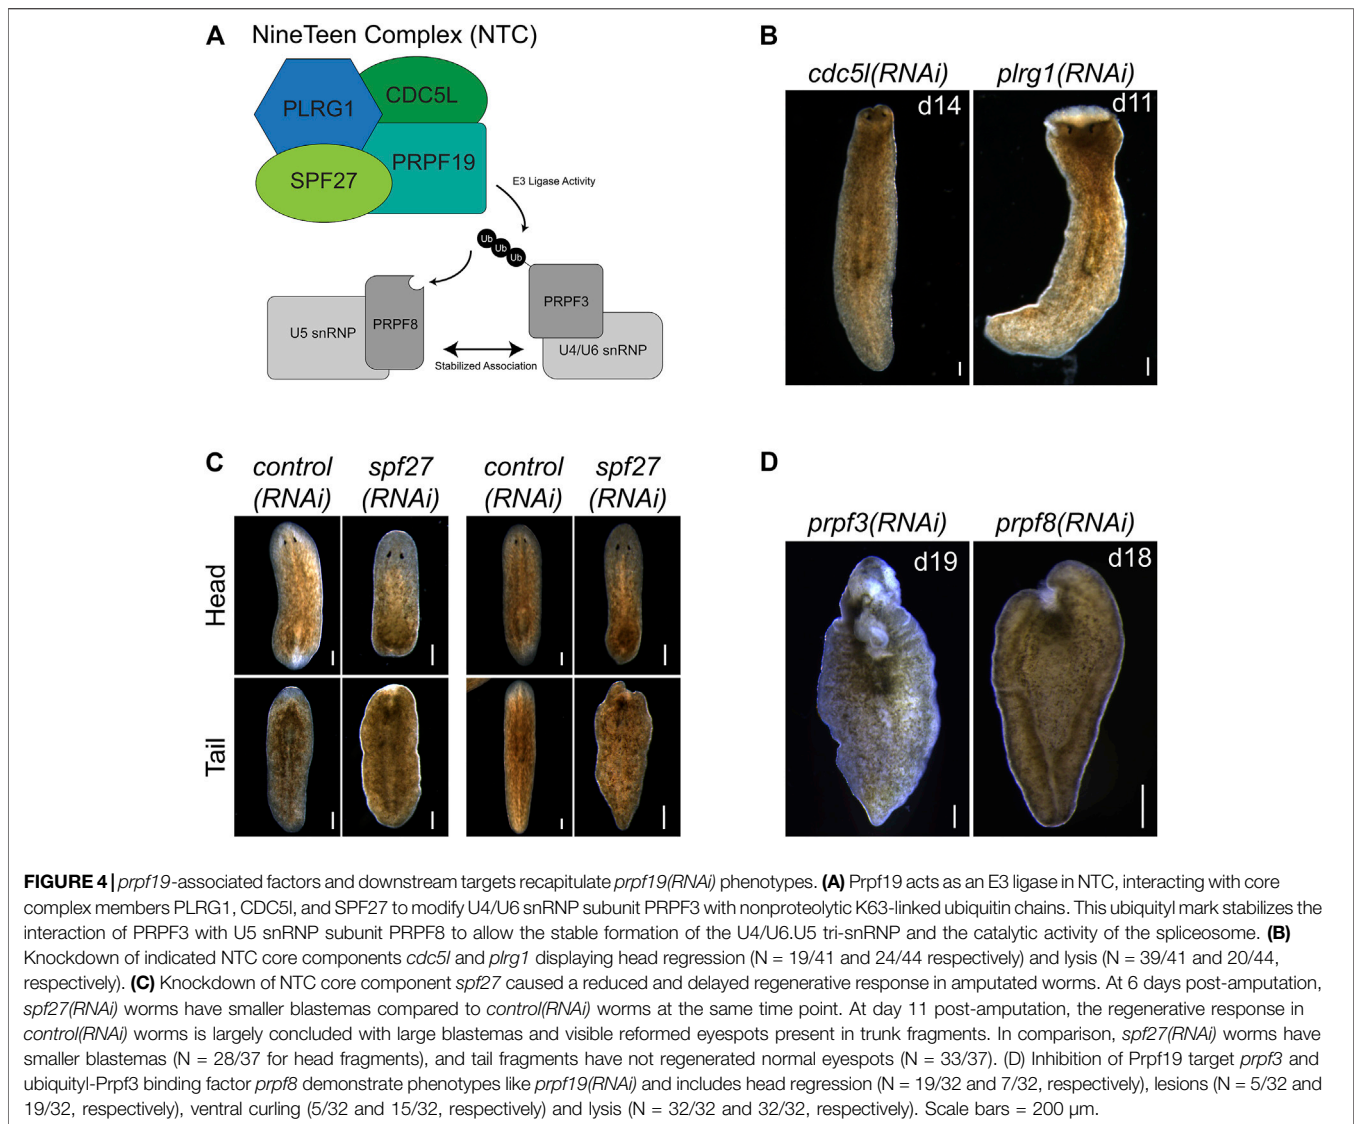 A NineTeen Complex (NTC)
PLRG1
CDC5L
SPF27
PRPF19
E3 Ligase Activity
Ub
Ub
Ub
U5 snRNP
PRPF8
PRPF3
U4/U6 snRNP
Stabilized Association
B
cdc5l(RNAi) plrg1(RNAi)
d14 d11
C control spf27 control spf27
(RNAi) (RNAi) (RNAi) (RNAi)
Head
Tail
D
prpf3(RNAi) prpf8(RNAi)
d19 d18
FIGURE 4 | prpf19-associated factors and downstream targets recapitulate prpf19(RNAi) phenotypes. (A) Prpf19 acts as an E3 ligase in NTC, interacting with core
complex members PLRG1, CDC5l, and SPF27 to modify U4/U6 snRNP subunit PRPF3 with nonproteolytic K63-linked ubiquitin chains. This ubiquityl mark stabilizes the
interaction of PRPF3 with U5 snRNP subunit PRPF8 to allow the stable formation of the U4/U6.U5 tri-snRNP and the catalytic activity of the spliceosome. (B)
Knockdown of indicated NTC core components cdc5l and plrg1 displaying head regression (N = 19/41 and 24/44 respectively) and lysis (N = 39/41 and 20/44,
respectively). (C) Knockdown of NTC core component spf27 caused a reduced and delayed regenerative response in amputated worms. At 6 days post-amputation,
spf27(RNAi) worms have smaller blastemas compared to control(RNAi) worms at the same time point. At day 11 post-amputation, the regenerative response in
control(RNAi) worms is largely concluded with large blastemas and visible reformed eyespots present in trunk fragments. In comparison, spf27(RNAi) worms have
smaller blastemas (N = 28/37 for head fragments), and tail fragments have not regenerated normal eyespots (N = 33/37). (D) Inhibition of Prpf19 target prpf3 and
ubiquityl-Prpf3 binding factor prpf8 demonstrate phenotypes like prpf19(RNAi) and includes head regression (N = 19/32 and 7/32, respectively), lesions (N = 5/32 and
19/32, respectively), ventral curling (5/32 and 15/32, respectively) and lysis (N = 32/32 and 32/32, respectively). Scale bars = 200 µm.